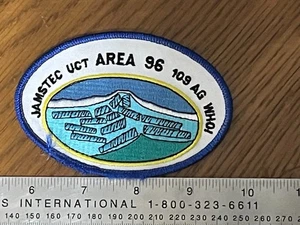 JAMSTEC UCT AREA 96 109 AG WHOI
6 7 8 9 10 11
S INTERNATIONAL 1-800-323-6611
140 150 160 170 180 190 200 210 220 230 240 250 260 270